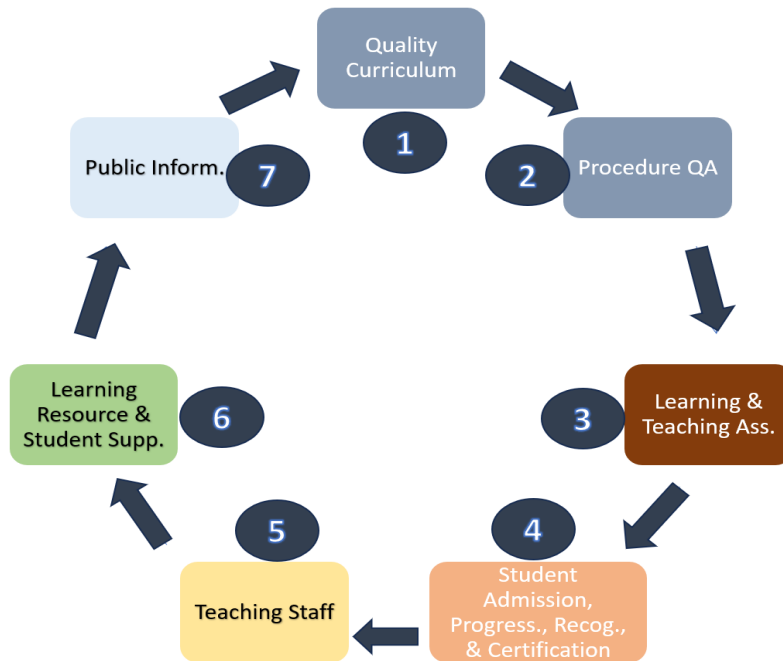 Quality
Curriculum
1
Procedure QA
2
Learning &
Teaching Ass.
3
Student
Admission,
Progress., Recog.,
& Certification
4
Teaching Staff
5
Learning
Resource &
Student Supp.
6
Public Inform.
7